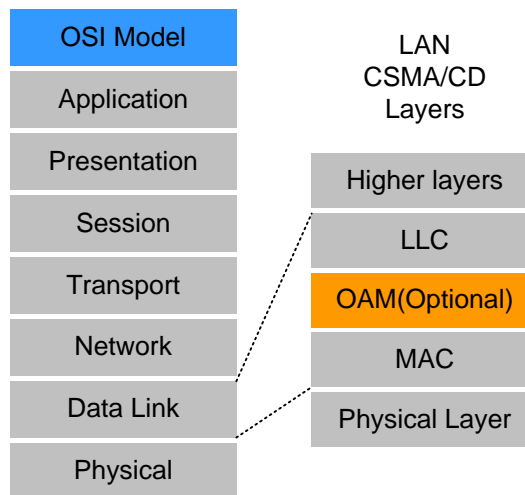 OSI Model
Application
Presentation
Session
Transport
Network
Data Link
Physical
LAN
CSMA/CD
Layers
Higher layers
LLC
OAM(Optional)
MAC
Physical Layer